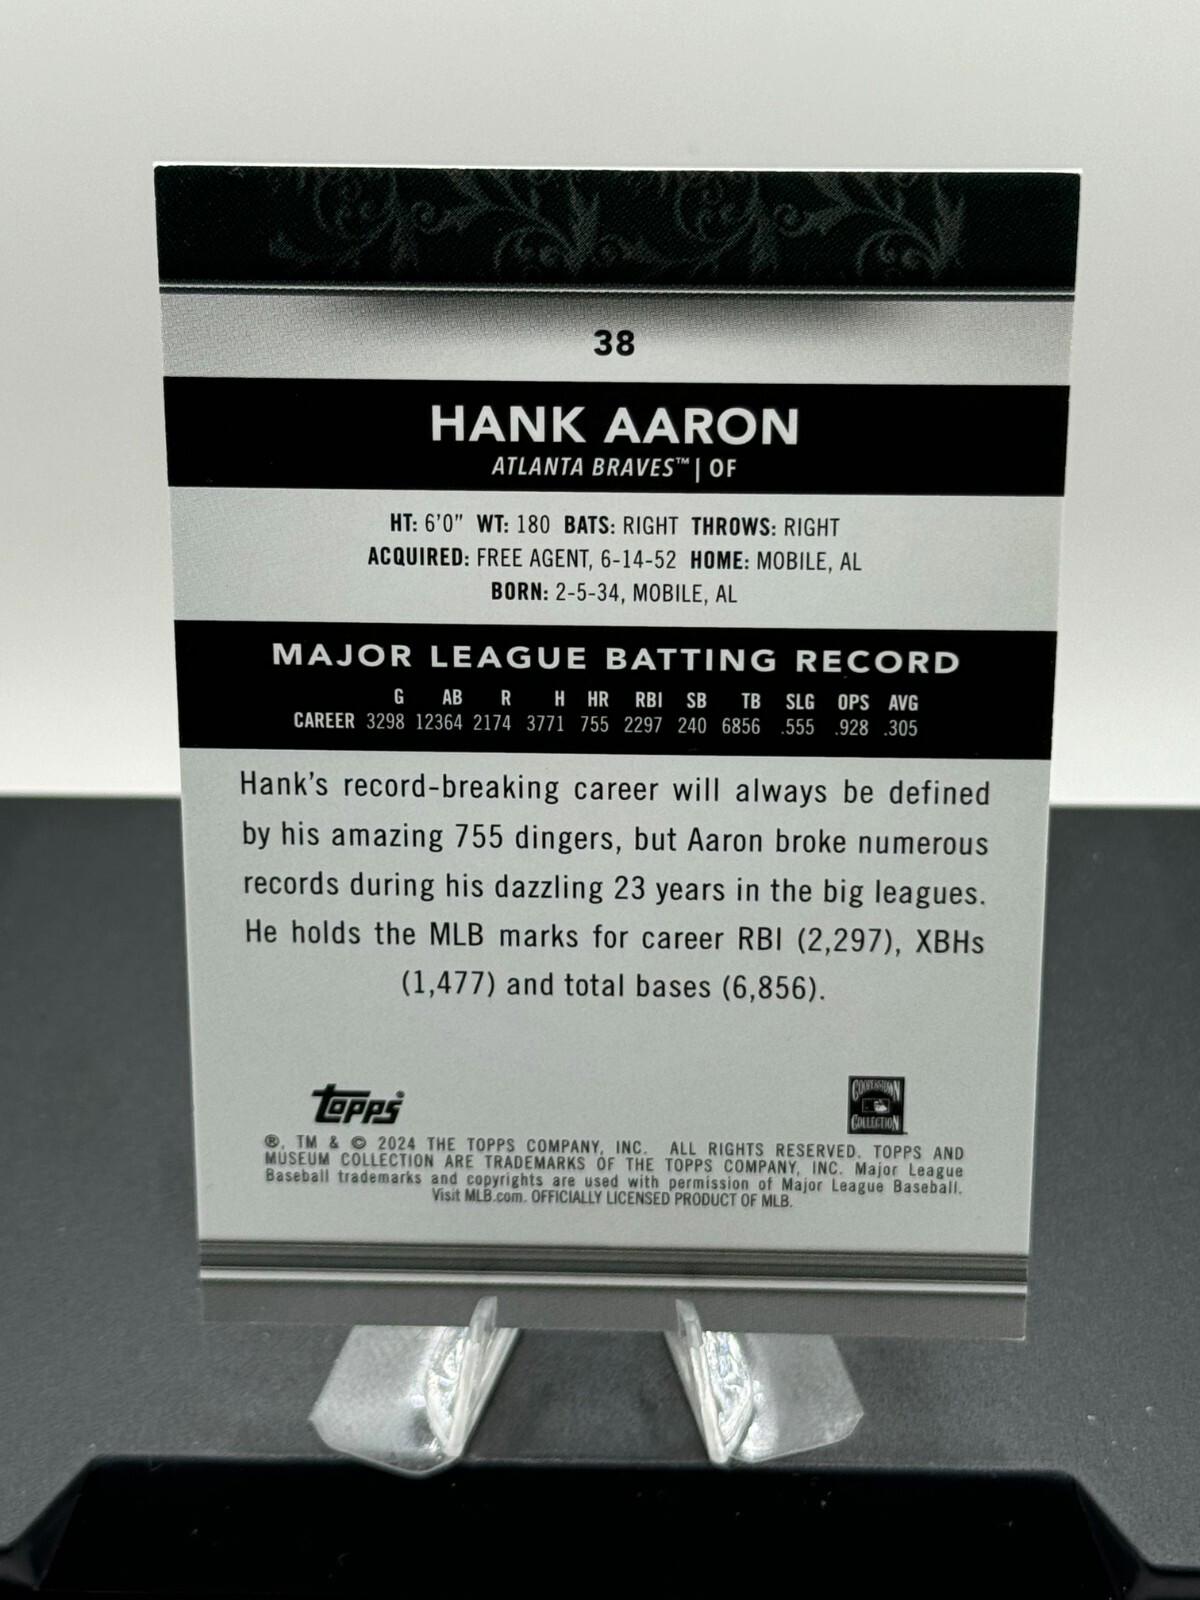 38
HANK AARON
ATLANTA BRAVES™ | OF
HT: 6'0" WT: 180 BATS: RIGHT THROWS: RIGHT
ACQUIRED: FREE AGENT, 6-14-52 HOME: MOBILE, AL
BORN: 2-5-34, MOBILE, AL
MAJOR LEAGUE BATTING RECORD
G AB R H HR RBI SB TB SLG OPS AVG
CAREER 3298 12364 2174 3771 755 2297 240 6856 .555 .928 .305
Hank's record-breaking career will always be defined
by his amazing 755 dingers, but Aaron broke numerous
records during his dazzling 23 years in the big leagues.
He holds the MLB marks for career RBI (2,297), XBHs
(1,477) and total bases (6,856).
topps®
COOPERSTOWN
COLLECTION
®, TM & © 2024 THE TOPPS COMPANY, INC. ALL RIGHTS RESERVED. TOPPS AND
MUSEUM COLLECTION ARE TRADEMARKS OF THE TOPPS COMPANY, INC. Major League
Baseball trademarks and copyrights are used with permission of Major League Baseball.
Visit MLB.com. OFFICIALLY LICENSED PRODUCT OF MLB.